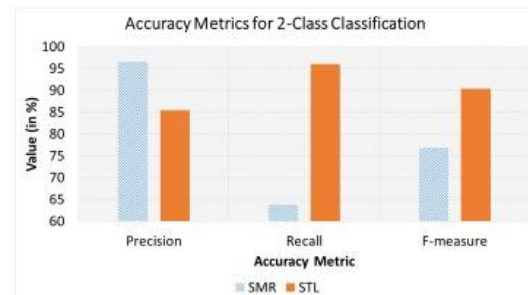 Accuracy Metrics for 2-Class Classification
Value (in %)
100
95
90
85
80
75
70
65
60
Precision Recall F-measure
Accuracy Metric
SMR STL